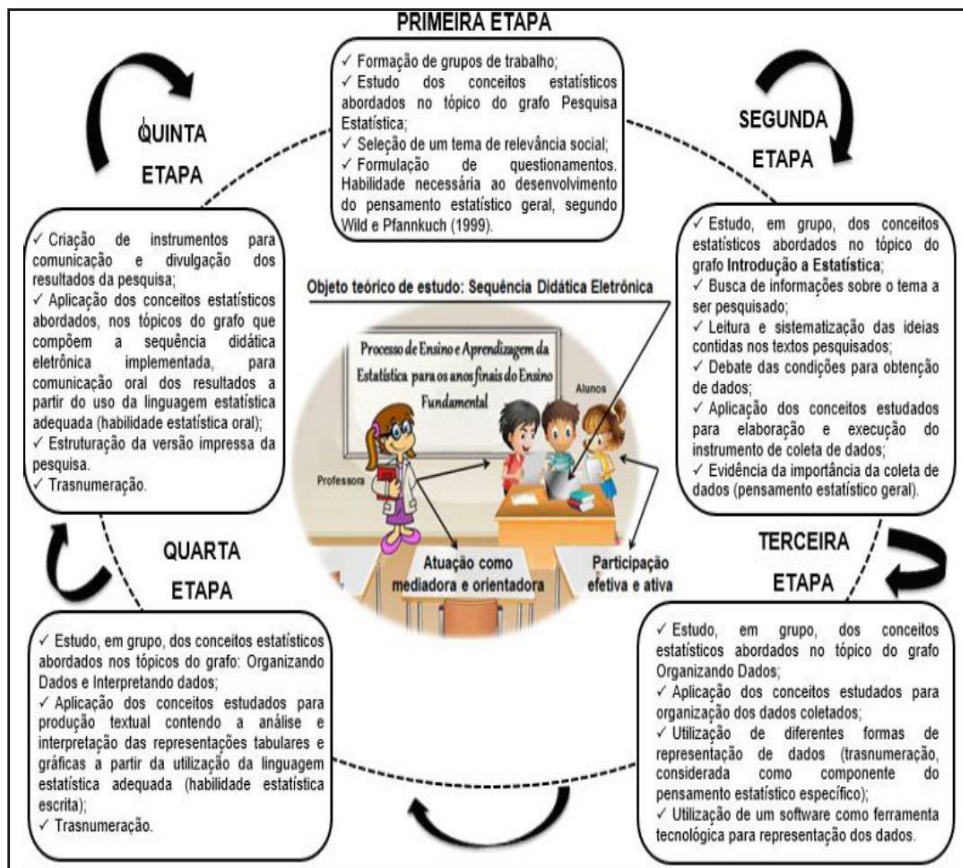 PRIMEIRA ETAPA
✓ Formação de grupos de trabalho;
✓ Estudo dos conceitos estatísticos
abordados no tópico do grafo Pesquisa
Estatística;
✓ Seleção de um tema de relevância social;
✓ Formulação de questionamentos.
Habilidade necessária ao desenvolvimento
do pensamento estatístico geral, segundo
Wild e Pfannkuch (1999).
SEGUNDA
ETAPA
✓ Estudo, em grupo, dos conceitos
estatísticos abordados no tópico do
grafo Introdução a Estatística;
✓ Busca de informações sobre o tema a
ser pesquisado;
✓ Leitura e sistematização das ideias
contidas nos textos pesquisados;
✓ Debate das condições para obtenção
de dados;
✓ Aplicação dos conceitos estudados
para elaboração e execução do
instrumento de coleta de dados;
✓ Evidência da importância da coleta de
dados (pensamento estatístico geral).
TERCEIRA
ETAPA
✓ Estudo, em grupo, dos conceitos
estatísticos abordados no tópico do grafo
Organizando Dados;
✓ Aplicação dos conceitos estudados para
organização dos dados coletados;
✓ Utilização de diferentes formas de
representação de dados (trasnumeração,
considerada como componente do
pensamento estatístico específico);
✓ Utilização de um software como ferramenta
tecnológica para representação dos dados.
QUARTA
ETAPA
✓ Estudo, em grupo, dos conceitos estatísticos
abordados nos tópicos do grafo: Organizando
Dados e Interpretando dados;
✓ Aplicação dos conceitos estudados para
produção textual contendo a análise e
interpretação das representações tabulares e
gráficas a partir da utilização da linguagem
estatística adequada (habilidade estatística
escrita);
✓ Trasnumeração.
QUINTA
ETAPA
✓ Criação de instrumentos para
comunicação e divulgação dos
resultados da pesquisa;
✓ Aplicação dos conceitos estatísticos
abordados, nos tópicos do grafo que
compõem a sequência didática
eletrônica implementada, para
comunicação oral dos resultados a
partir do uso da linguagem estatística
adequada (habilidade estatística oral);
✓ Estruturação da versão impressa da
pesquisa.
✓ Trasnumeração.
Objeto teórico de estudo: Sequência Didática Eletrônica
Processo de Ensino e Aprendizagem da
Estatística para os anos finais do Ensino
Fundamental
Alunos
Professora
Atuação como
mediadora e orientadora
Participação
efetiva e ativa